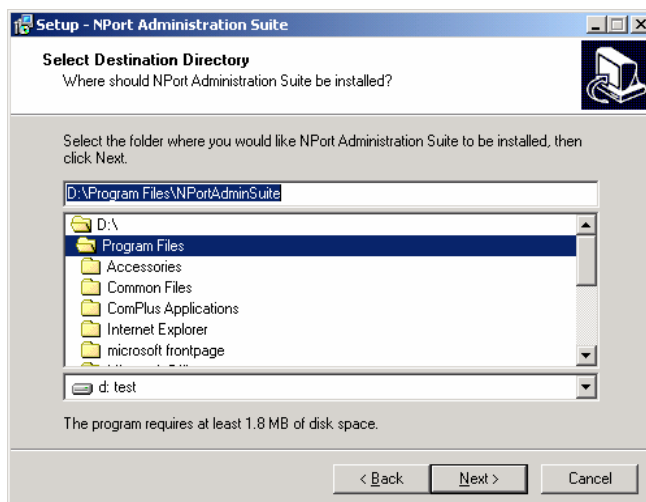 Setup - NPort Administration Suite
Select Destination Directory
Where should NPort Administration Suite be installed?
Select the folder where you would like NPort Administration Suite to be installed, then
click Next.
D:\Program Files\NPortAdminSuite
D:\
Program Files
Accessories
Common Files
ComPlus Applications
Internet Explorer
microsoft frontpage
d: test
The program requires at least 1.8 MB of disk space.
< Back
Next >
Cancel